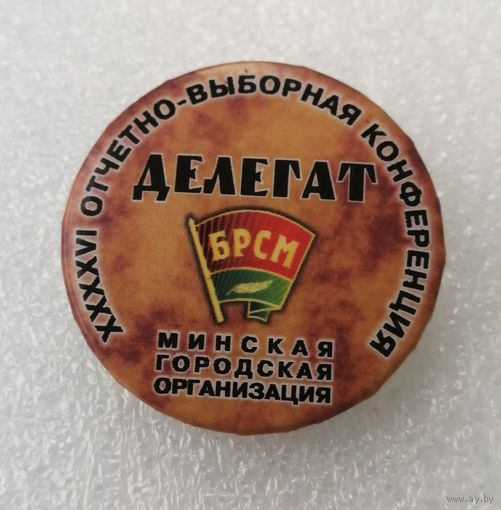 XXXXVI ОТЧЕТНО-ВЫБОРНАЯ КОНФЕРЕНЦИЯ
ДЕЛЕГАТ
БРСМ
МИНСКАЯ
ГОРОДСКАЯ
ОРГАНИЗАЦИЯ
www.ay.by